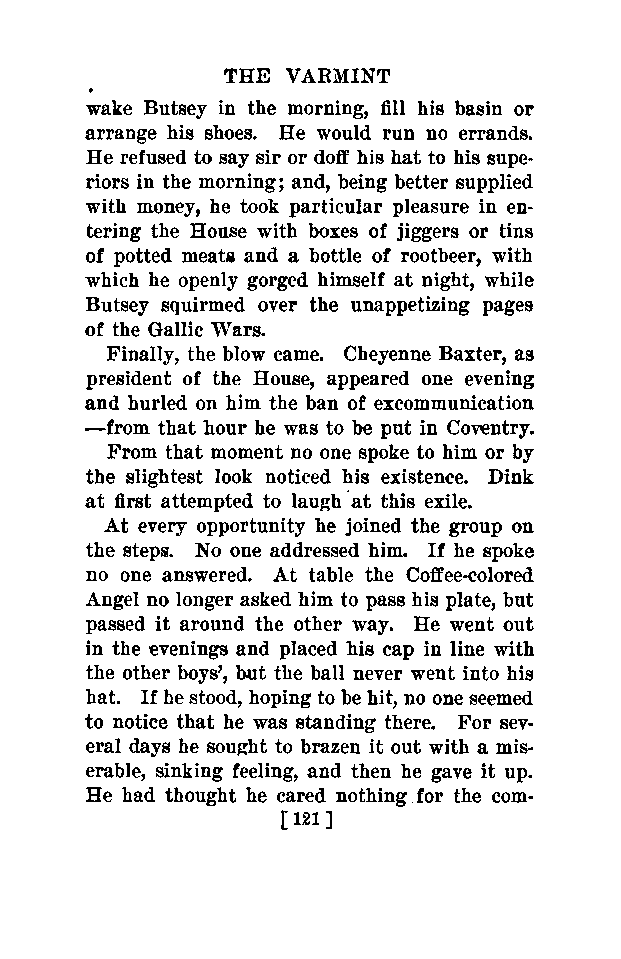 THE VARMINT
wake Butsey in the morning, fill his basin or
arrange his shoes. He would run no errands.
He refused to say sir or doff his hat to his supe-
riors in the morning; and, being better supplied
with money, he took particular pleasure in en-
tering the House with boxes of jiggers or tins
of potted meats and a bottle of rootbeer, with
which he openly gorged himself at night, while
Butsey squirmed over the unappetizing pages
of the Gallic Wars.
Finally, the blow came. Cheyenne Baxter, as
president of the House, appeared one evening
and hurled on him the ban of excommunication
—from that hour he was to be put in Coventry.
From that moment no one spoke to him or by
the slightest look noticed his existence. Dink
at first attempted to laugh at this exile.
At every opportunity he joined the group on
the steps. No one addressed him. If he spoke
no one answered. At table the Coffee-colored
Angel no longer asked him to pass his plate, but
passed it around the other way. He went out
in the evenings and placed his cap in line with
the other boys', but the ball never went into his
hat. If he stood, hoping to be hit, no one seemed
to notice that he was standing there. For sev-
eral days he sought to brazen it out with a mis-
erable, sinking feeling, and then he gave it up.
He had thought he cared nothing for the com-
[ 121 ]